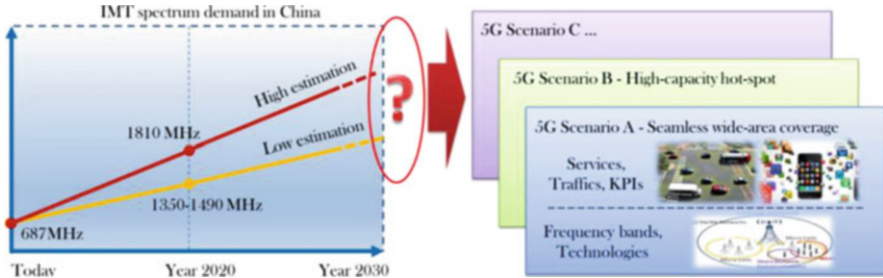 IMT spectrum demand in China
High estimation
1810 MHz
Low estimation
1350-1490 MHz
687MHz
Today
Year 2020
Year 2030
?
5G Scenario C ...
5G Scenario B - High-capacity hot-spot
5G Scenario A - Seamless wide-area coverage
Services,
Traffics, KPIs
Frequency bands,
Technologies